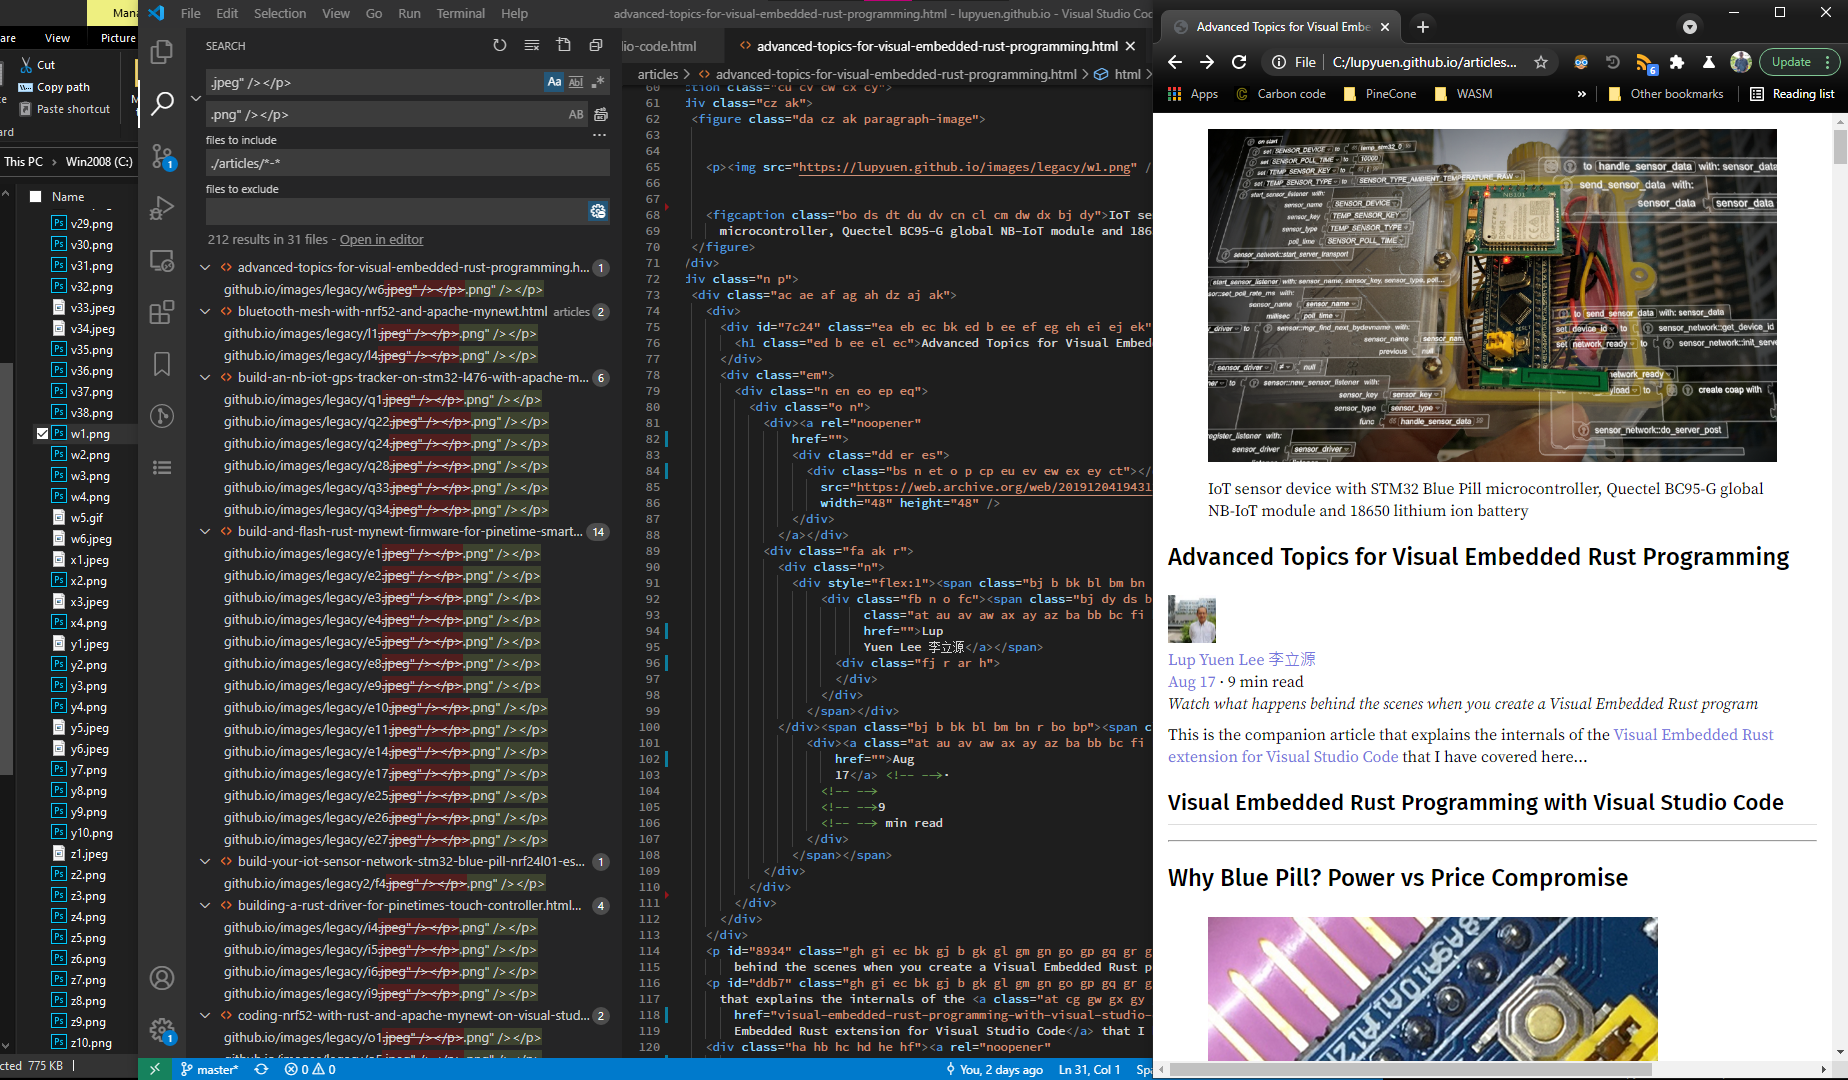 Mana
are
View
Picture
Cut
Copy path
Paste shortcut
M
ard
This PC > Win2008 (C:)
Name
v29.png
v30.png
v31.png
v32.png
v33.jpeg
v34.jpeg
v35.png
v36.png
v37.png
v38.png
w1.png
w2.png
w3.png
w4.png
w5.gif
w6.jpeg
x1.jpeg
x2.png
x3.jpeg
x4.png
y1.jpeg
y2.png
y3.png
y4.png
y5.jpeg
y6.jpeg
y7.png
y8.png
y9.png
y10.png
z1.jpeg
z2.png
z3.png
z4.png
z5.png
z6.png
z7.png
z8.png
z9.png
z10.png
cted 775 KB
File Edit Selection View Go Run Terminal Help
advanced-topics-for-visual-embedded-rust-programming.html - lupyuen.github.io - Visual Studio Coc
SEARCH
.jpeg" /></p>
Aa Abl .*
.png" /></p>
AB
files to include
./articles/*-*
files to exclude
212 results in 31 files - Open in editor
advanced-topics-for-visual-embedded-rust-programming.h... 1
github.io/images/legacy/w6.jpeg" /></p>.png" /></p>
bluetooth-mesh-with-nrf52-and-apache-mynewt.html articles 2
github.io/images/legacy/l1.jpeg" /></p>.png" /></p>
github.io/images/legacy/l4.jpeg" /></p>.png" /></p>
build-an-nb-iot-gps-tracker-on-stm32-l476-with-apache-m... 6
github.io/images/legacy/q1.jpeg" /></p>.png" /></p>
github.io/images/legacy/q22.jpeg" /></p>.png" /></p>
github.io/images/legacy/q24.jpeg" /></p>.png" /></p>
github.io/images/legacy/q28.jpeg" /></p>.png" /></p>
github.io/images/legacy/q33.jpeg" /></p>.png" /></p>
github.io/images/legacy/q34.jpeg" /></p>.png" /></p>
build-and-flash-rust-mynewt-firmware-for-pinetime-smart... 14
github.io/images/legacy/e1.jpeg" /></p>.png" /></p>
github.io/images/legacy/e2.jpeg" /></p>.png" /></p>
github.io/images/legacy/e3.jpeg" /></p>.png" /></p>
github.io/images/legacy/e4.jpeg" /></p>.png" /></p>
github.io/images/legacy/e5.jpeg" /></p>.png" /></p>
github.io/images/legacy/e8.jpeg" /></p>.png" /></p>
github.io/images/legacy/e9.jpeg" /></p>.png" /></p>
github.io/images/legacy/e10.jpeg" /></p>.png" /></p>
github.io/images/legacy/e11.jpeg" /></p>.png" /></p>
github.io/images/legacy/e14.jpeg" /></p>.png" /></p>
github.io/images/legacy/e17.jpeg" /></p>.png" /></p>
github.io/images/legacy/e25.jpeg" /></p>.png" /></p>
github.io/images/legacy/e26.jpeg" /></p>.png" /></p>
github.io/images/legacy/e27.jpeg" /></p>.png" /></p>
build-your-iot-sensor-network-stm32-blue-pill-nrf24l01-es... 1
github.io/images/legacy2/f4.jpeg" /></p>.png" /></p>
building-a-rust-driver-for-pinetimes-touch-controller.html... 4
github.io/images/legacy/i4.jpeg" /></p>.png" /></p>
github.io/images/legacy/i5.jpeg" /></p>.png" /></p>
github.io/images/legacy/i6.jpeg" /></p>.png" /></p>
github.io/images/legacy/i9.jpeg" /></p>.png" /></p>
coding-nrf52-with-rust-and-apache-mynewt-on-visual-stud... 2
github.io/images/legacy/o1.jpeg" /></p>.png" /></p>
master* 0 0
You, 2 days ago Ln 31, Col 1 Spa
dio-code.html
advanced-topics-for-visual-embedded-rust-programming.html
articles > advanced-topics-for-visual-embedded-rust-programming.html > html
60 ction class="cu cv cw cx cy">
61 div class="cz ak">
62 <figure class="da cz ak paragraph-image">
63
64
65 <p><img src="https://lupyuen.github.io/images/legacy/w1.png" /
66
67
68 <figcaption class="bo ds dt du dv cn cl cm dw dx bj dy">IoT se
69 microcontroller, Quectel BC95-G global NB-IoT module and 186
70 </figure>
71 /div>
72 div class="n p">
73 <div class="ac ae af ag ah dz aj ak">
74 <div>
75 <div id="7c24" class="ea eb ec bk ed b ee ef eg eh ei ej ek"
76 <h1 class="ed b ee el ec">Advanced Topics for Visual Embed
77 </div>
78 <div class="em">
79 <div class="n en eo ep eq">
80 <div class="o n">
81 <div><a rel="noopener"
82 href="">
83 <div class="dd er es">
84 <div class="bs n et o p cp eu ev ew ex ey ct"></
85 src="https://web.archive.org/web/2019120419431
86 width="48" height="48" />
87 </div>
88 </a></div>
89 <div class="fa ak r">
90 <div class="n">
91 <div style="flex:1"><span class="bj b bk bl bm bn
92 <div class="fb n o fc"><span class="bj dy ds b
93 class="at au av aw ax ay az ba bb bc fi
94 href="">Lup
95 Yuen Lee 李立源</a></span>
96 <div class="fj r ar h">
97 </div>
98 </div>
99 </span></div>
100 </div><span class="bj b bk bl bm bn r bo bp"><span c
101 <div><a class="at au av aw ax ay az ba bb bc fi
102 href="">Aug
103 17</a> <!-- -->·
104 <!-- -->
105 <!-- -->9
106 <!-- --> min read
107 </div>
108 </span></span>
109 </div>
110 </div>
111 </div>
112 </div>
113 </div>
114 <p id="8934" class="gh gi ec bk gj b gk gl gm gn go gp gq gr g
115 behind the scenes when you create a Visual Embedded Rust p
116 <p id="ddb7" class="gh gi ec bk gj b gk gl gm gn go gp gq gr g
117 that explains the internals of the <a class="at cg gw gx gy
118 href="visual-embedded-rust-programming-with-visual-studio-
119 Embedded Rust extension for Visual Studio Code</a> that I
120 <div class="ha hb hc hd he hf"><a rel="noopener"
Advanced Topics for Visual Embe
File | C:/lupyuen.github.io/articles...
Update
Apps Carbon code PineCone WASM » Other bookmarks Reading list
IoT sensor device with STM32 Blue Pill microcontroller, Quectel BC95-G global
NB-IoT module and 18650 lithium ion battery
Advanced Topics for Visual Embedded Rust Programming
Lup Yuen Lee 李立源
Aug 17 · 9 min read
Watch what happens behind the scenes when you create a Visual Embedded Rust program
This is the companion article that explains the internals of the Visual Embedded Rust
extension for Visual Studio Code that I have covered here...
Visual Embedded Rust Programming with Visual Studio Code
Why Blue Pill? Power vs Price Compromise